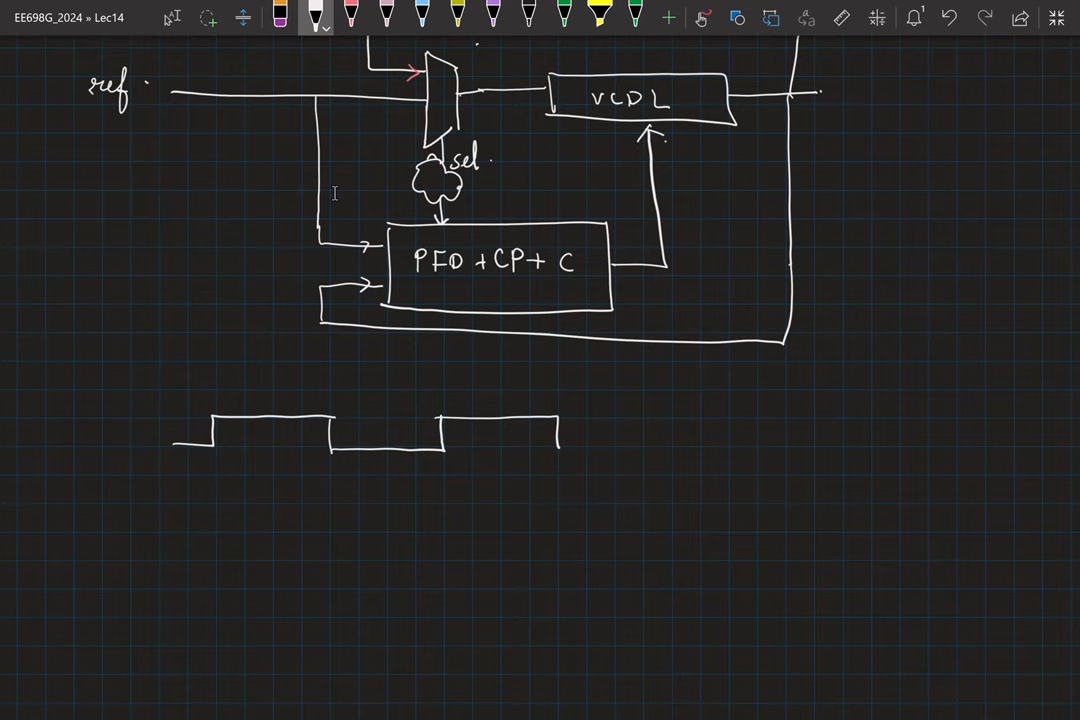 EE698G_2024 » Lec14
ref.
VCDL
sel.
PFD + CP + C